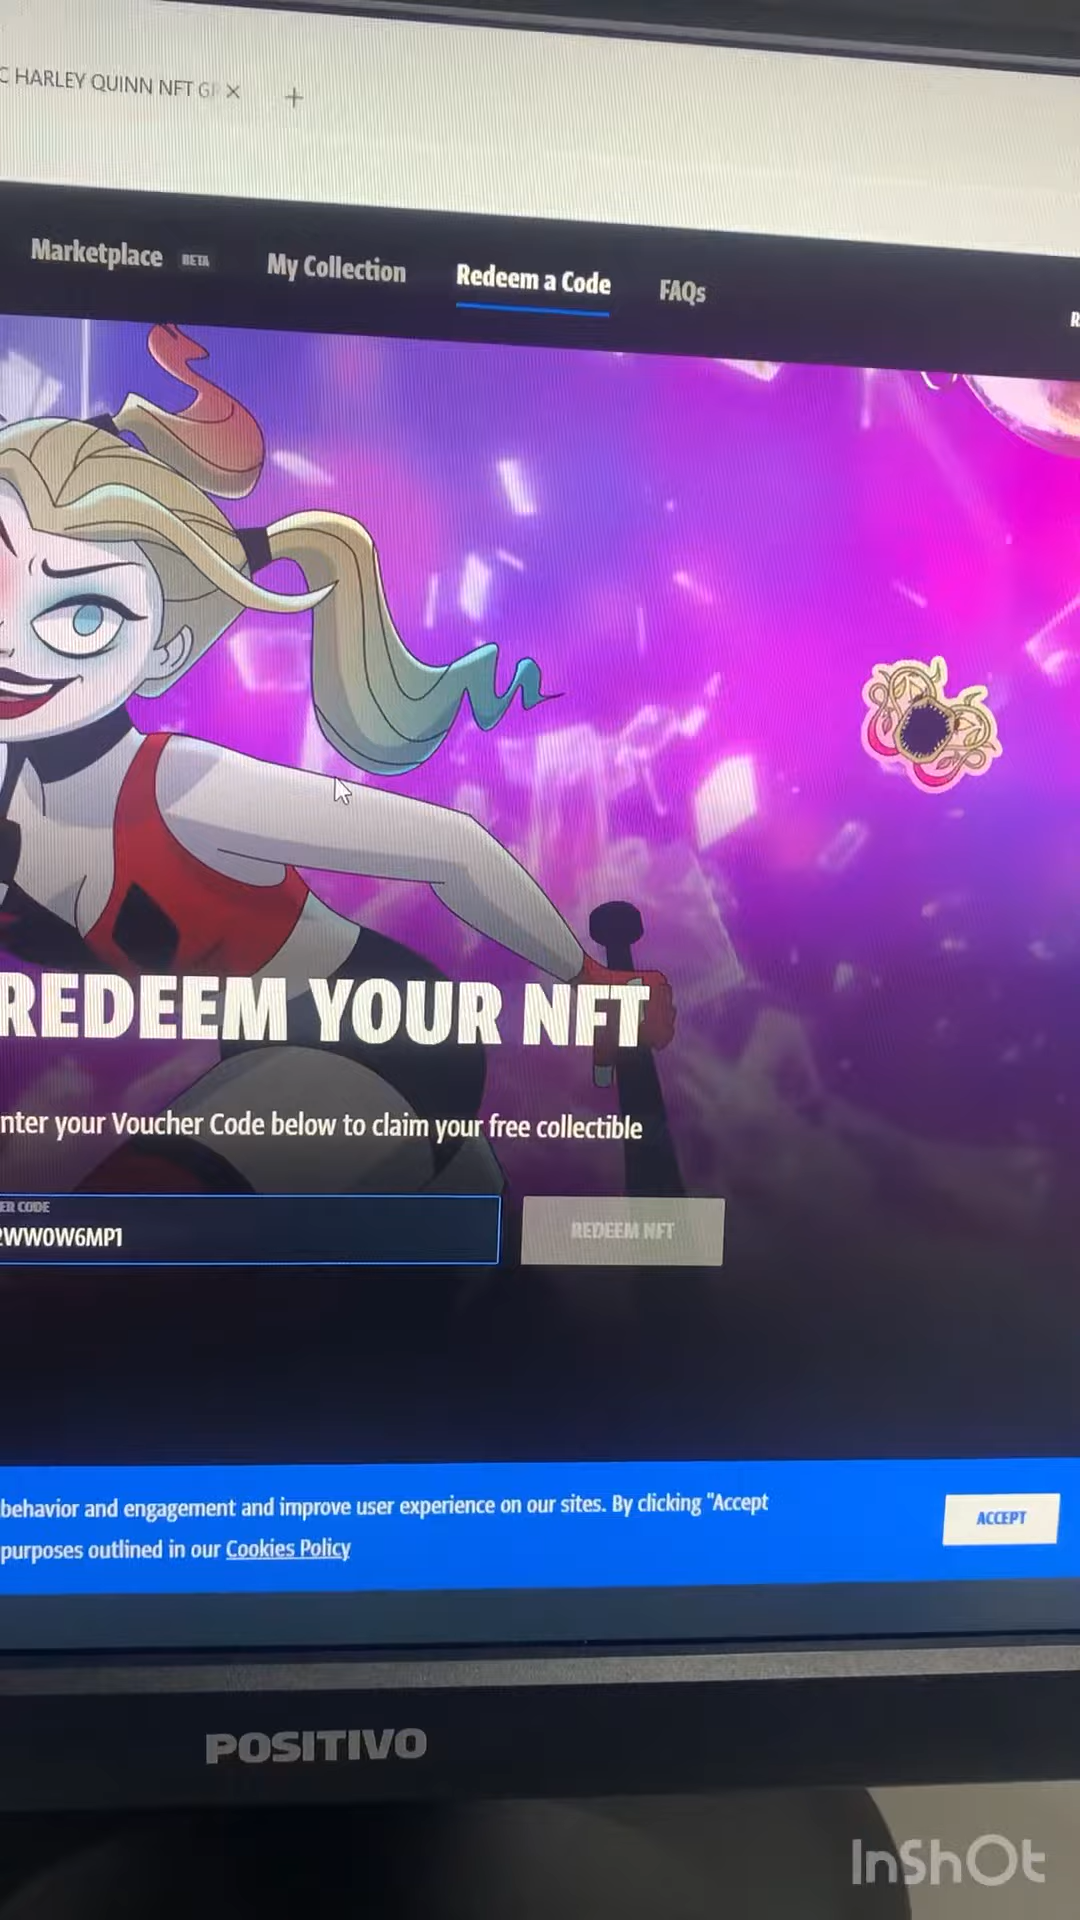 C HARLEY QUINN NFT GI
Marketplace BETA My Collection Redeem a Code FAQs
REDEEM YOUR NFT
nter your Voucher Code below to claim your free collectible
ER CODE
2WW0W6MP1
REDEEM NFT
behavior and engagement and improve user experience on our sites. By clicking "Accept
purposes outlined in our Cookies Policy
ACCEPT
POSITIVO
InShOt